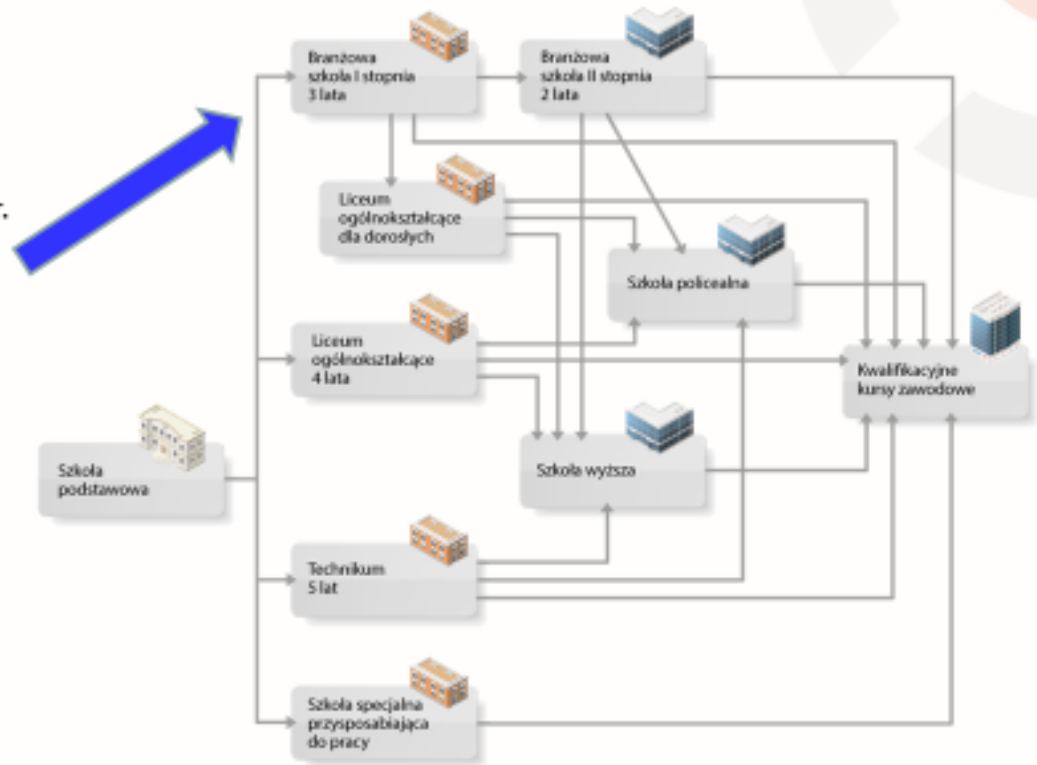 Branżowa
szkoła I stopnia
3 lata
Branżowa
szkoła II stopnia
2 lata
Liceum
ogólnokształcące
dla dorosłych
Szkoła policealna
Liceum
ogólnokształcące
4 lata
Kwalifikacyjne
kursy zawodowe
Szkoła
podstawowa
Szkoła wyższa
Technikum
5 lat
Szkoła specjalna
przysposabiająca
do pracy